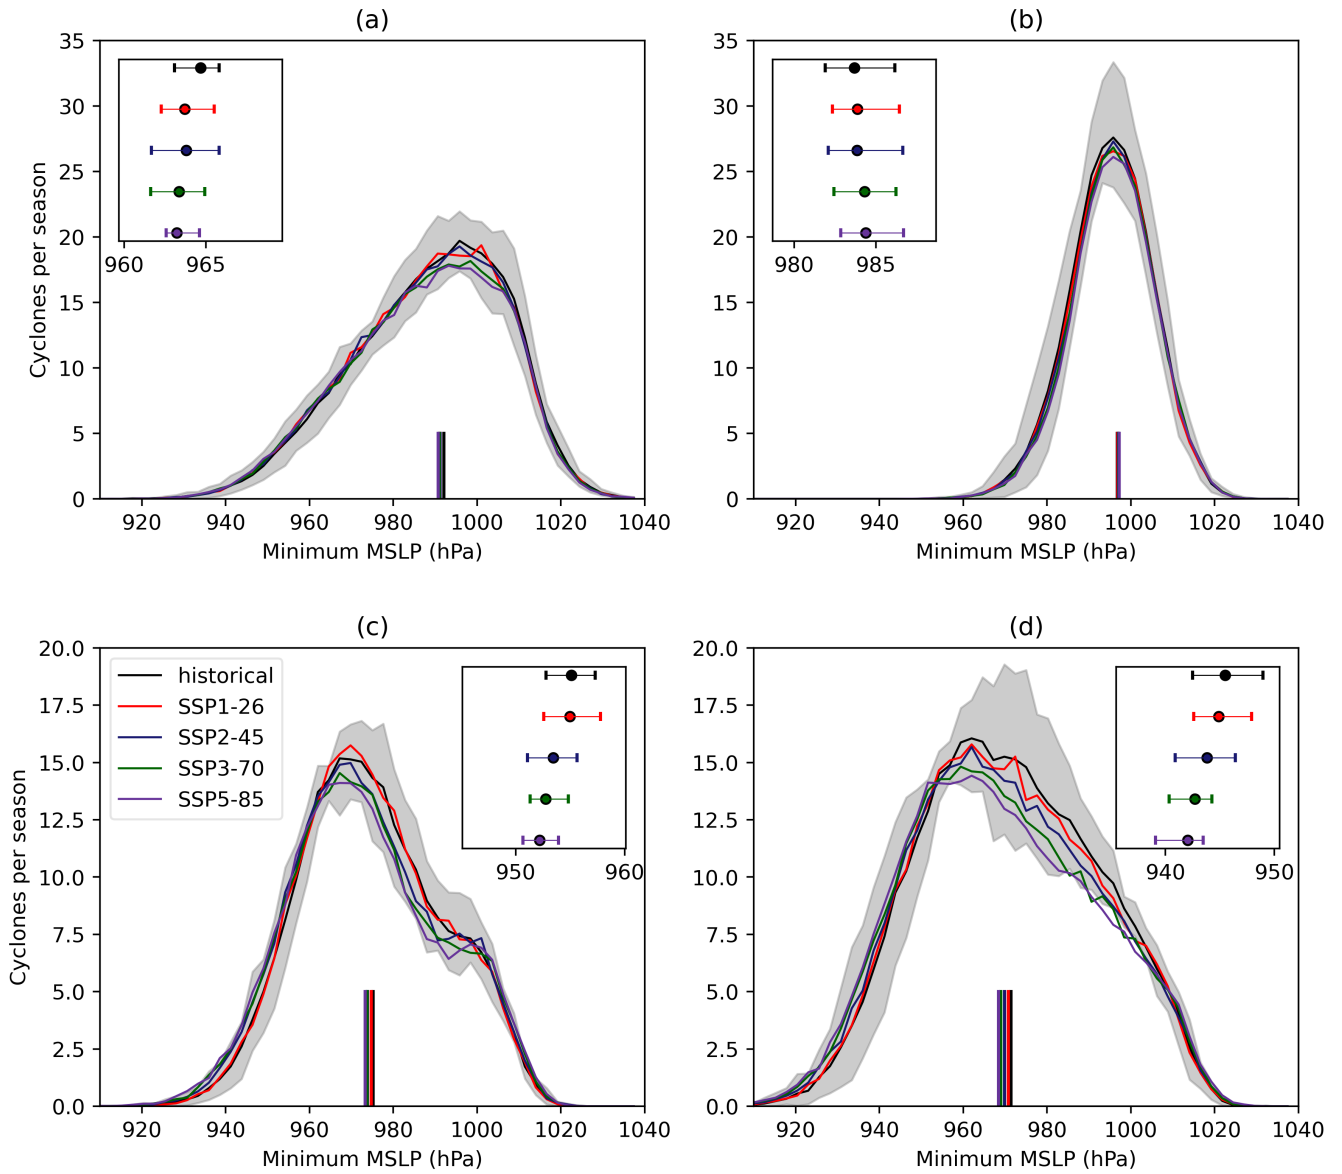 (a)
35
30
25
20
15
10
5
0
Cyclones per season
960 965
920 940 960 980 1000 1020 1040
Minimum MSLP (hPa)
(b)
35
30
25
20
15
10
5
0
980 985
920 940 960 980 1000 1020 1040
Minimum MSLP (hPa)
(c)
20.0
17.5
15.0
12.5
10.0
7.5
5.0
2.5
0.0
Cyclones per season
historical
SSP1-26
SSP2-45
SSP3-70
SSP5-85
950 960
920 940 960 980 1000 1020 1040
Minimum MSLP (hPa)
(d)
20.0
17.5
15.0
12.5
10.0
7.5
5.0
2.5
0.0
940 950
920 940 960 980 1000 1020 1040
Minimum MSLP (hPa)